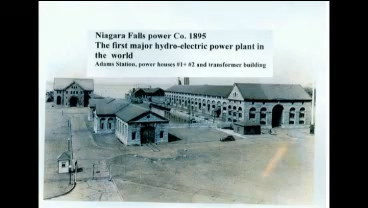 Niagara Falls power Co. 1895
The first major hydro-electric power plant in
the world
Adams Station, power houses #1+ #2 and transformer building